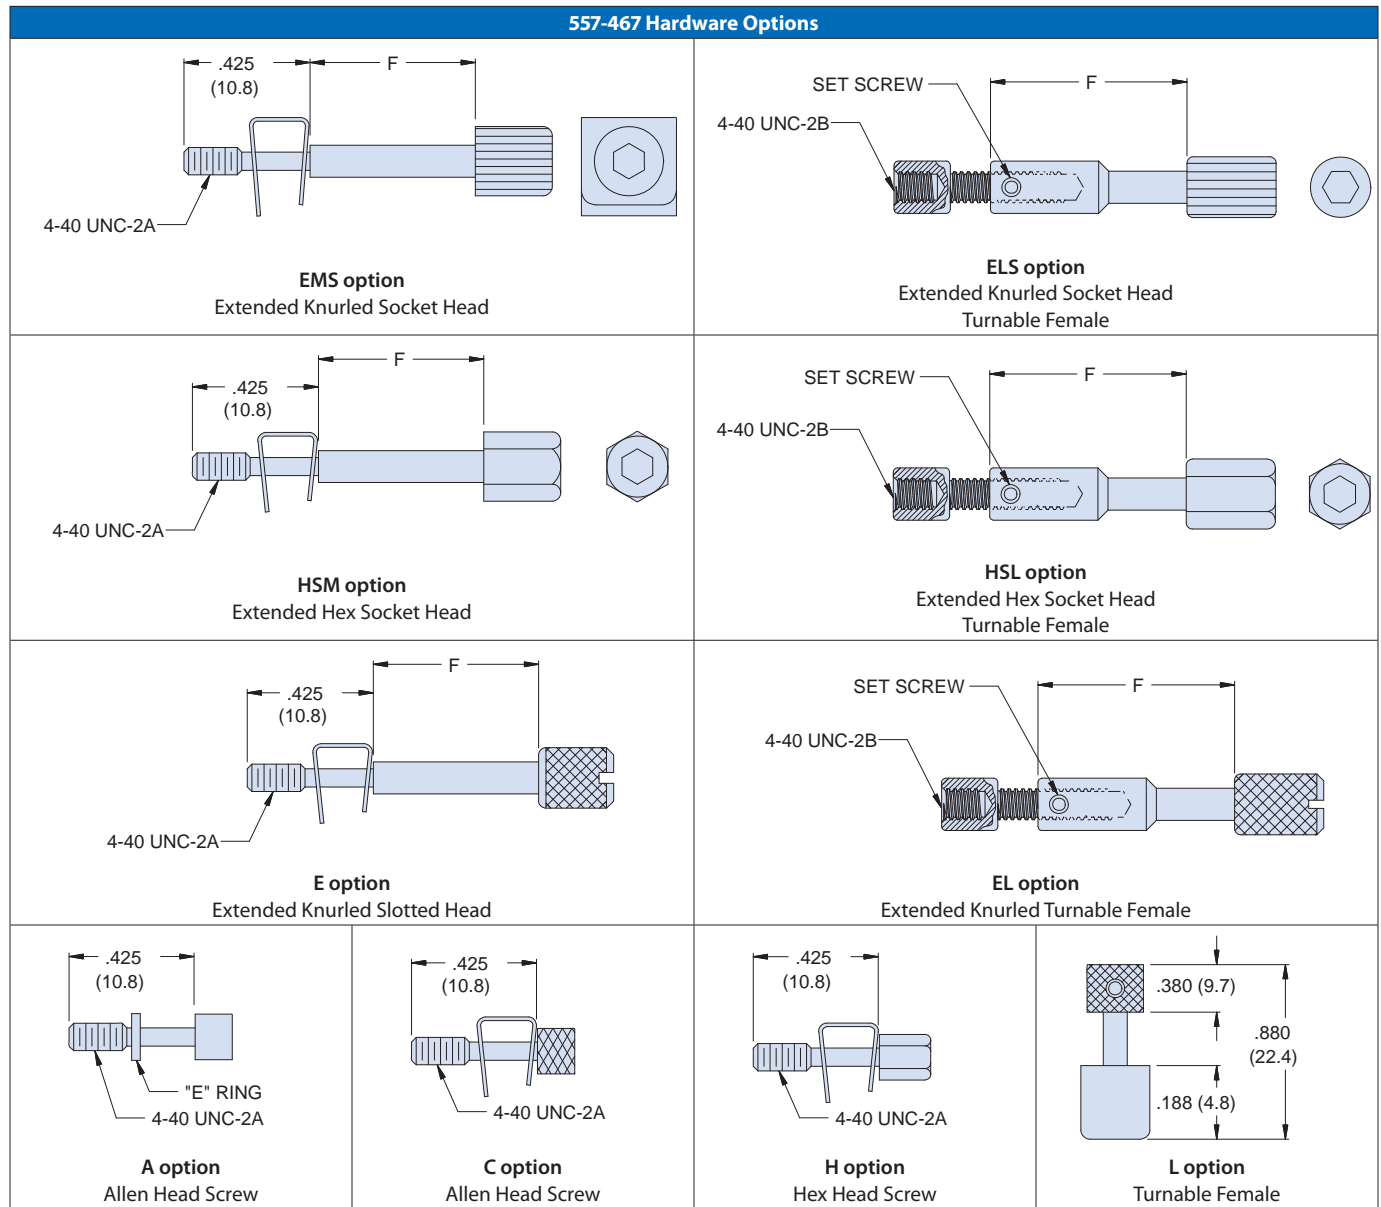 557-467 Hardware Options
.425
(10.8)
F
4-40 UNC-2A
EMS option
Extended Knurled Socket Head
SET SCREW
F
4-40 UNC-2B
ELS option
Extended Knurled Socket Head
Turnable Female
.425
(10.8)
F
4-40 UNC-2A
HSM option
Extended Hex Socket Head
SET SCREW
F
4-40 UNC-2B
HSL option
Extended Hex Socket Head
Turnable Female
.425
(10.8)
F
4-40 UNC-2A
E option
Extended Knurled Slotted Head
SET SCREW
F
4-40 UNC-2B
EL option
Extended Knurled Turnable Female
.425
(10.8)
"E" RING
4-40 UNC-2A
A option
Allen Head Screw
.425
(10.8)
4-40 UNC-2A
C option
Allen Head Screw
.425
(10.8)
4-40 UNC-2A
H option
Hex Head Screw
.380 (9.7)
.880
(22.4)
.188 (4.8)
L option
Turnable Female